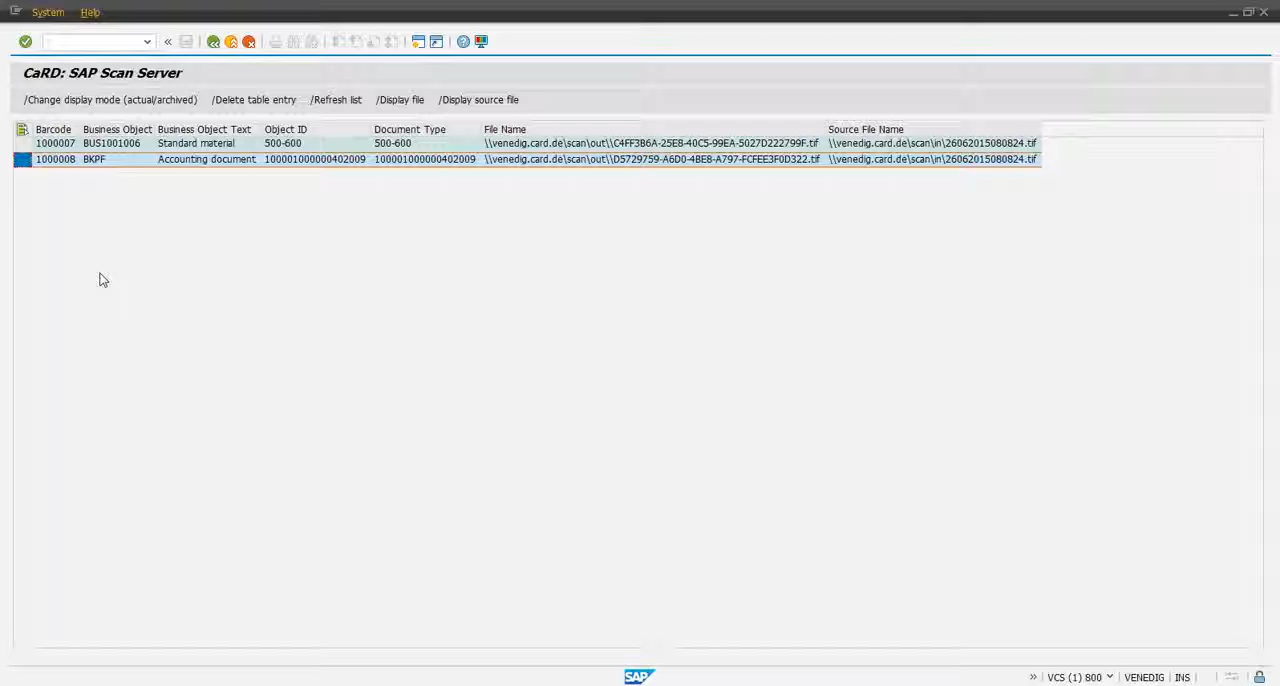 System Help
CaRD: SAP Scan Server
/Change display mode (actual/archived) /Delete table entry /Refresh list /Display file /Display source file
Barcode Business Object Business Object Text Object ID Document Type File Name Source File Name
1000007 BUS1001006 Standard material 500-600 500-600 \\venedig.card.de\scan\out\\C4FF3B6A-25E8-40C5-99EA-5027D222799F.tif \\venedig.card.de\scan\in\26062015080824.tif
1000008 BKPF Accounting document 100001000000402009 100001000000402009 \\venedig.card.de\scan\out\\D5729759-A6D0-4BE8-A797-FCFEE3F0D322.tif \\venedig.card.de\scan\in\26062015080824.tif
SAP
VCS (1) 800 VENEDIG INS